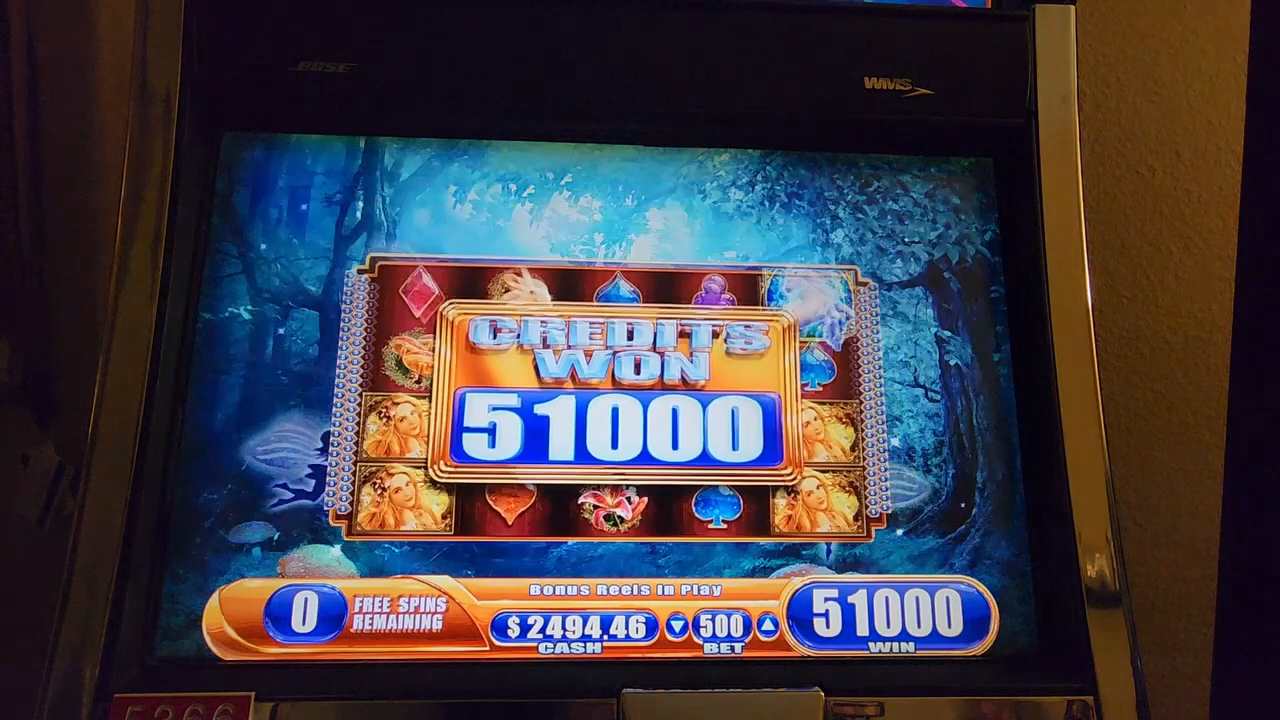 BOSE
WMS
CREDITS
WON
51000
Bonus Reels In Play
0
FREE SPINS
REMAINING
$2494.46
CASH
500
BET
51000
WIN
5366